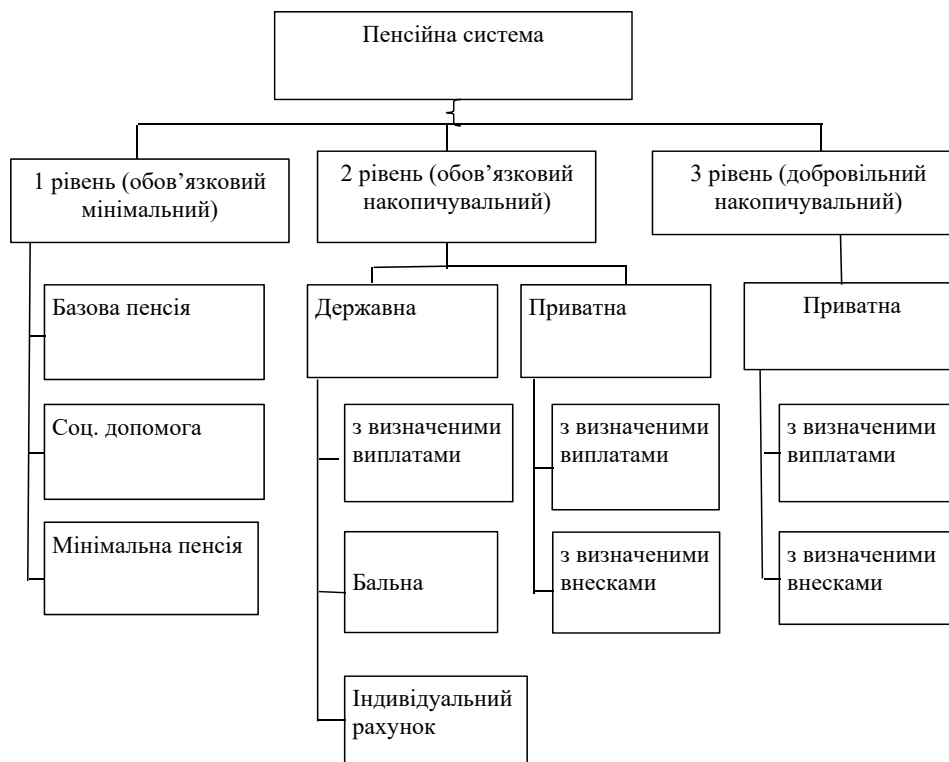 Пенсійна система
1 рівень (обов’язковий
мінімальний)
2 рівень (обов’язковий
накопичувальний)
3 рівень (добровільний
накопичувальний)
Базова пенсія
Соц. допомога
Мінімальна пенсія
Державна
з визначеними
виплатами
Бальна
Індивідуальний
рахунок
Приватна
з визначеними
виплатами
з визначеними
внесками
Приватна
з визначеними
виплатами
з визначеними
внесками